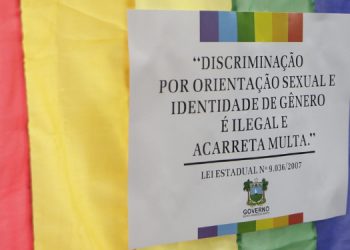 “DISCRIMINAÇÃO
POR ORIENTAÇÃO SEXUAL E
IDENTIDADE DE GÊNERO
É ILEGAL E
ACARRETA MULTA.”
LEI ESTADUAL Nº 9.036/2007
GOVERNO